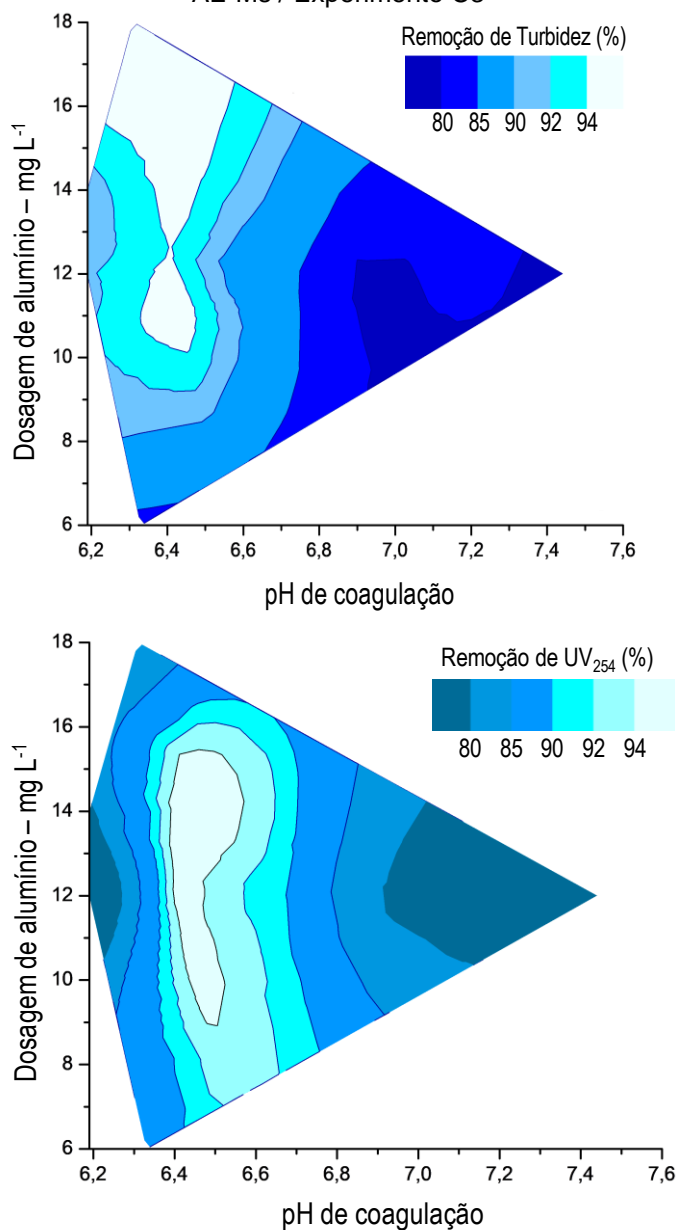 18
Remoção de Turbidez (%)
16
80 85 90 92 94
14
12
10
8
6
6,2 6,4 6,6 6,8 7,0 7,2 7,4 7,6
Dosagem de alumínio – mg L-1
pH de coagulação
18
Remoção de UV254 (%)
16
80 85 90 92 94
14
12
10
8
6
6,2 6,4 6,6 6,8 7,0 7,2 7,4 7,6
Dosagem de alumínio – mg L-1
pH de coagulação